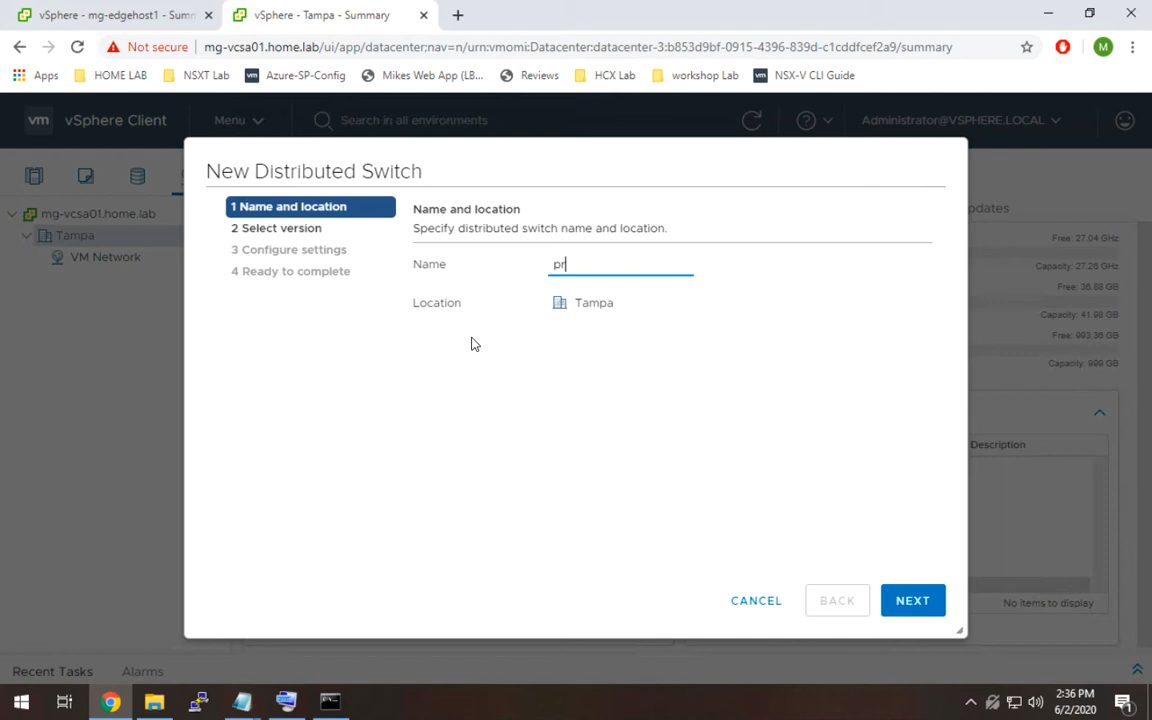 vSphere - mg-edgehost1 - Summ
vSphere - Tampa - Summary
Not secure
mg-vcsa01.home.lab/ui/app/datacenter;nav=n/urn:vmomi:Datacenter:datacenter-3:b853d9bf-0915-4396-839d-c1cddfcef2a9/summary
M
Apps
HOME LAB
NSXT Lab
vm
Azure-SP-Config
Mikes Web App (LB...
Reviews
HCX Lab
workshop Lab
vm
NSX-V CLI Guide
vm
vSphere Client
Menu
Search in all environments
Administrator@VSPHERE.LOCAL
mg-vcsa01.home.lab
Tampa
VM Network
New Distributed Switch
1 Name and location
2 Select version
3 Configure settings
4 Ready to complete
Name and location
Specify distributed switch name and location.
Name
pr
Location
Tampa
CANCEL
BACK
NEXT
pdates
Free: 27.04 GHz
Capacity: 27.26 GHz
Free: 36.88 GB
Capacity: 41.98 GB
Free: 993.36 GB
Capacity: 999 GB
Description
No items to display
Recent Tasks
Alarms
2:36 PM
6/2/2020
1